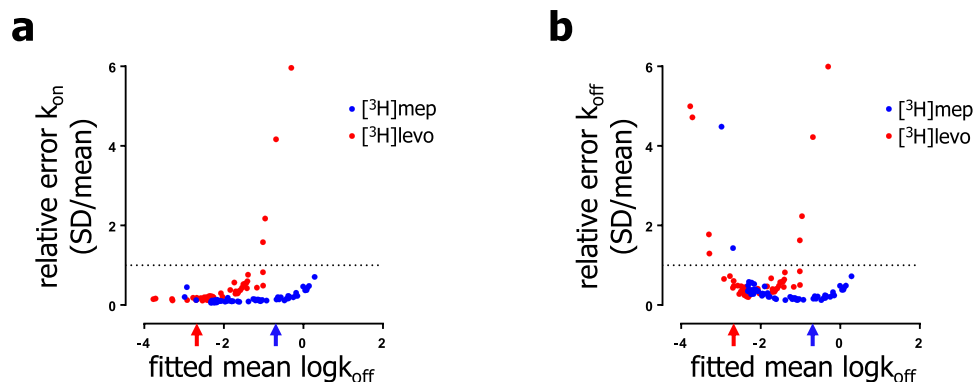 a
relative error kon
(SD/mean)
6
4
2
0
-4 -2 0 2
fitted mean logkoff
[³H]mep
[³H]levo
b
relative error koff
(SD/mean)
6
4
2
0
-4 -2 0 2
fitted mean logkoff
[³H]mep
[³H]levo